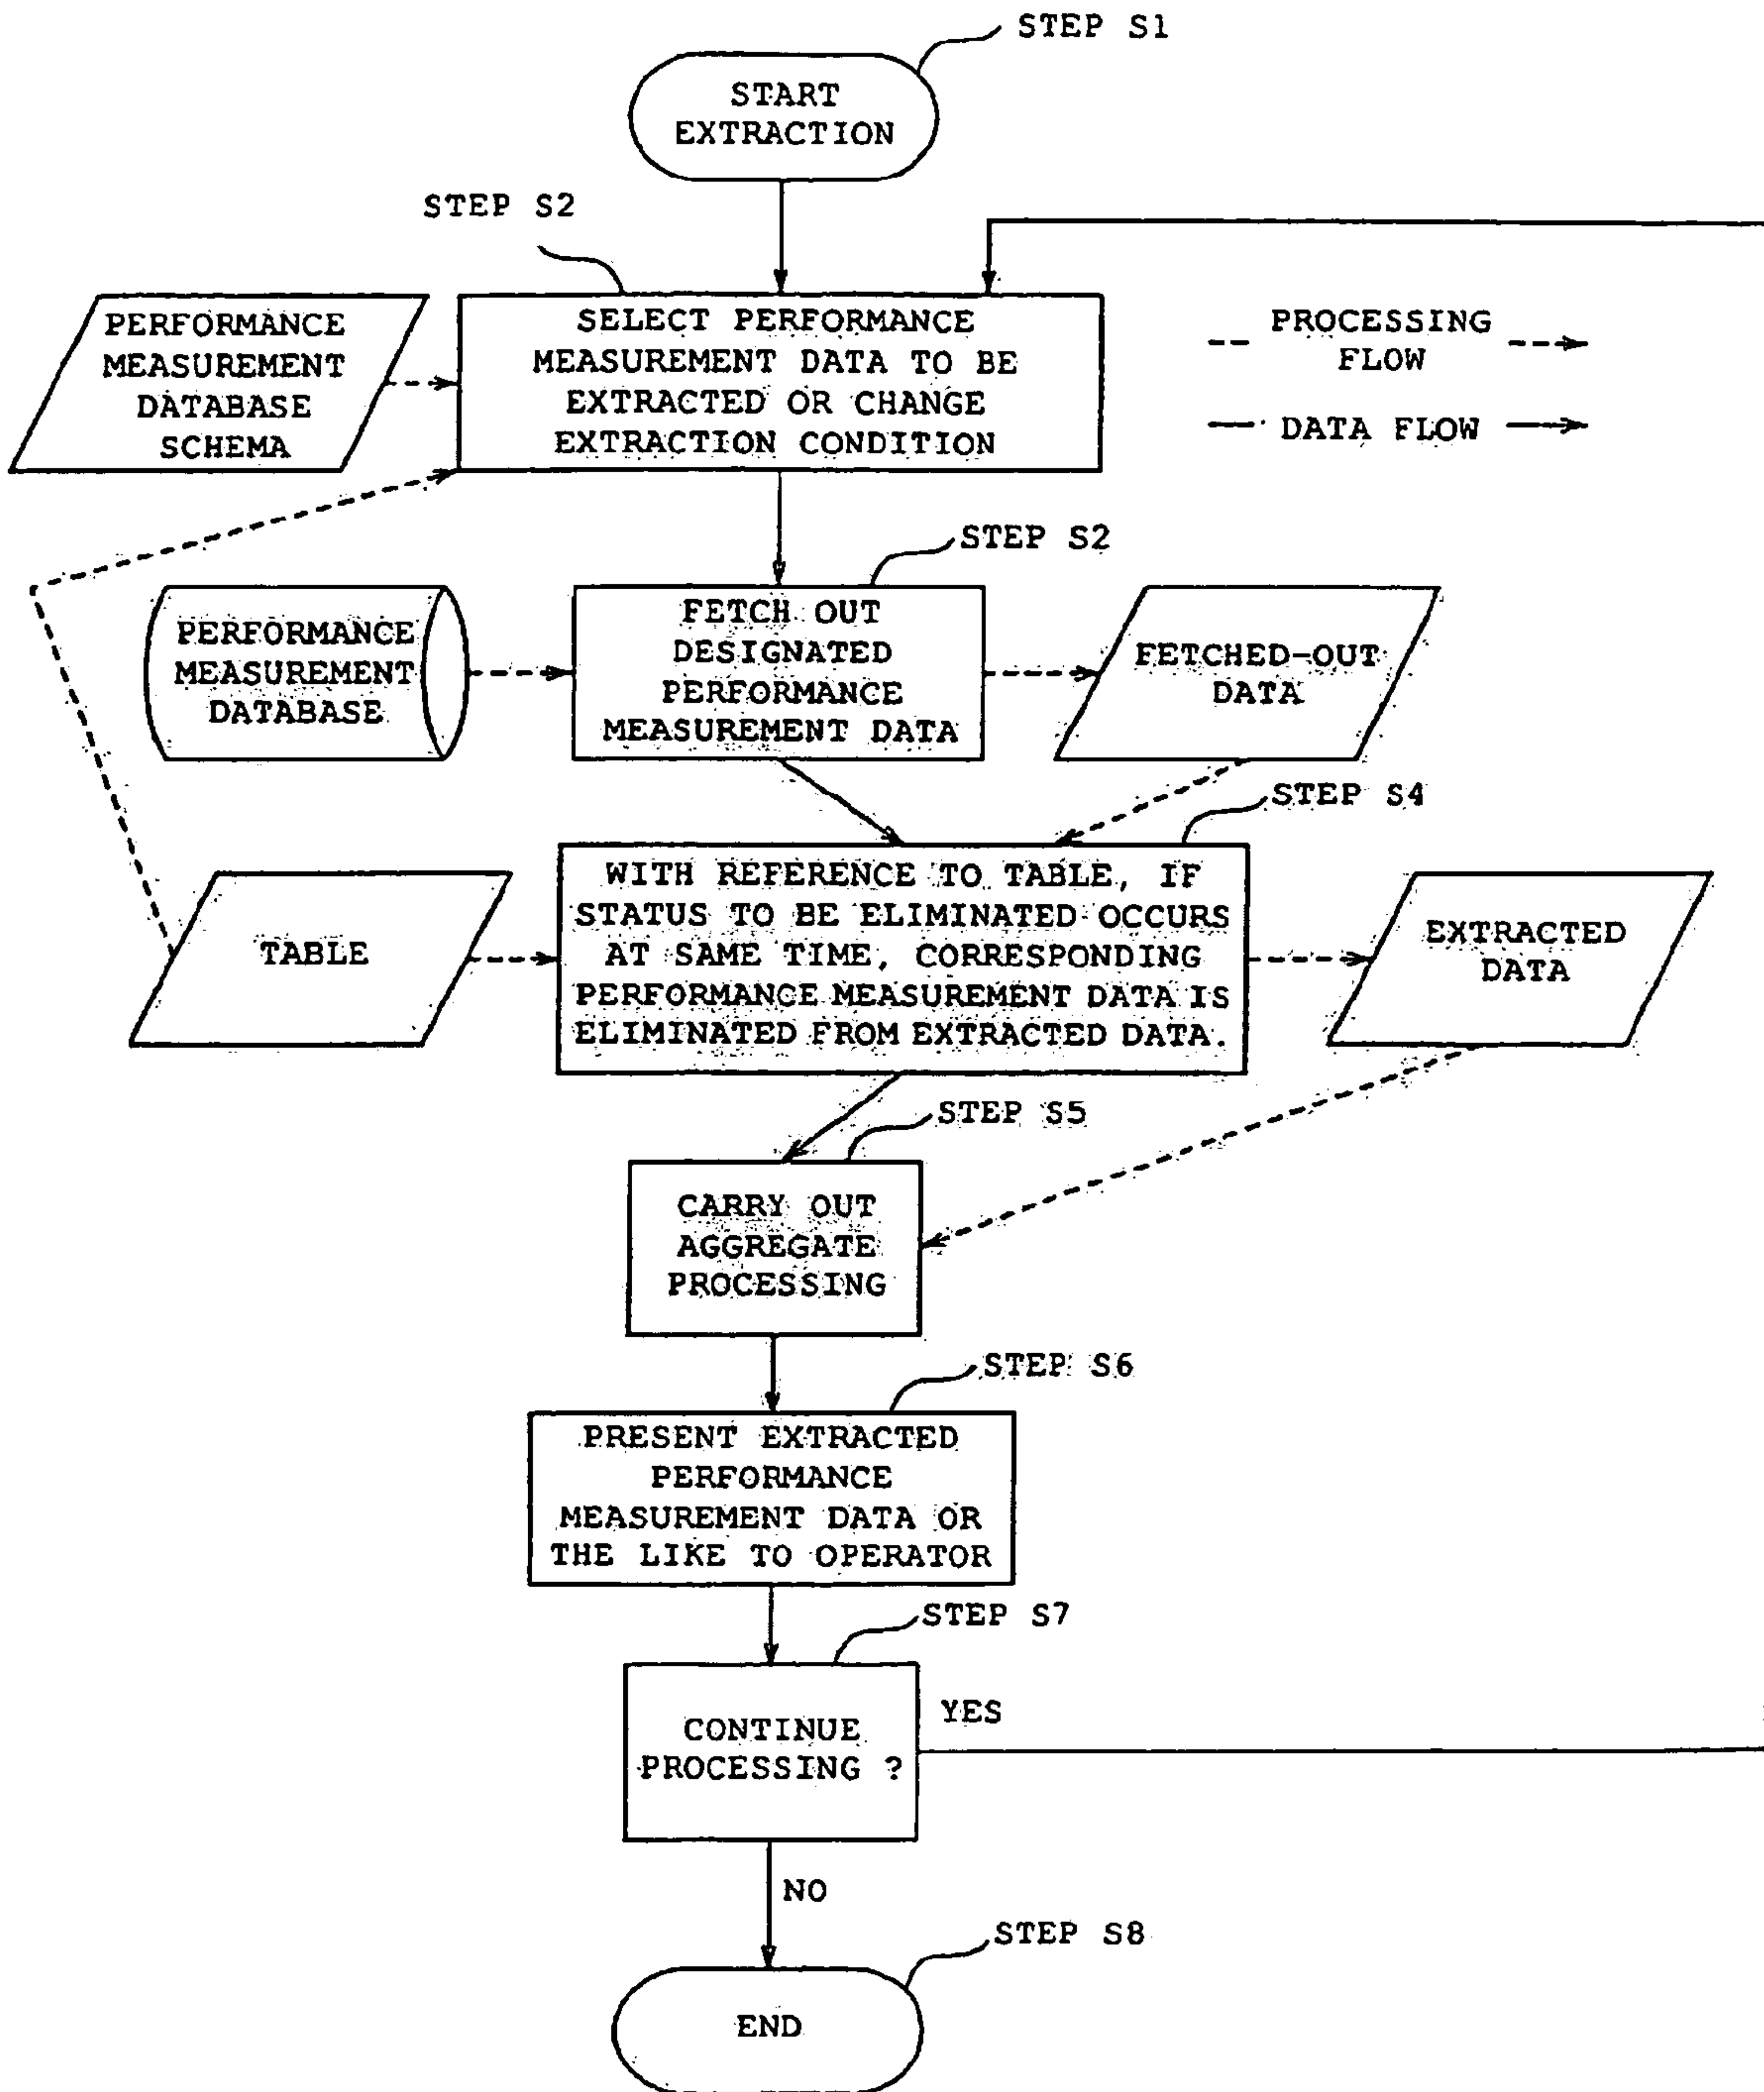 STEP S1
START
EXTRACTION
STEP S2
PERFORMANCE
MEASUREMENT
DATABASE
SCHEMA
SELECT PERFORMANCE
MEASUREMENT DATA TO BE
EXTRACTED OR CHANGE
EXTRACTION CONDITION
PROCESSING
FLOW
DATA FLOW
STEP S2
PERFORMANCE
MEASUREMENT
DATABASE
FETCH OUT
DESIGNATED
PERFORMANCE
MEASUREMENT DATA
FETCHED-OUT
DATA
STEP S4
TABLE
WITH REFERENCE TO TABLE, IF
STATUS TO BE ELIMINATED OCCURS
AT SAME TIME, CORRESPONDING
PERFORMANCE MEASUREMENT DATA IS
ELIMINATED FROM EXTRACTED DATA.
EXTRACTED
DATA
STEP S5
CARRY OUT
AGGREGATE
PROCESSING
STEP S6
PRESENT EXTRACTED
PERFORMANCE
MEASUREMENT DATA OR
THE LIKE TO OPERATOR
STEP S7
CONTINUE
PROCESSING ?
YES
NO
STEP S8
END